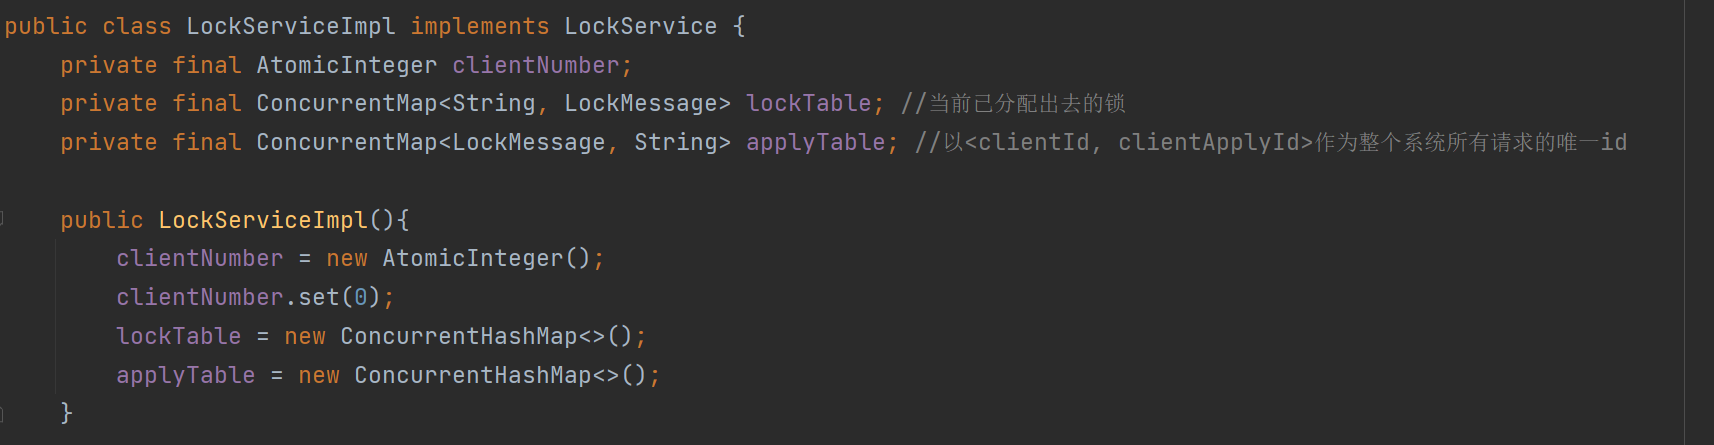 public class LockServiceImpl implements LockService {
    private final AtomicInteger clientNumber;
    private final ConcurrentMap<String, LockMessage> lockTable; //当前已分配出去的锁
    private final ConcurrentMap<LockMessage, String> applyTable; //以<clientId, clientApplyId>作为整个系统所有请求的唯一id
    public LockServiceImpl(){
        clientNumber = new AtomicInteger();
        clientNumber.set(0);
        lockTable = new ConcurrentHashMap<>();
        applyTable = new ConcurrentHashMap<>();
    }